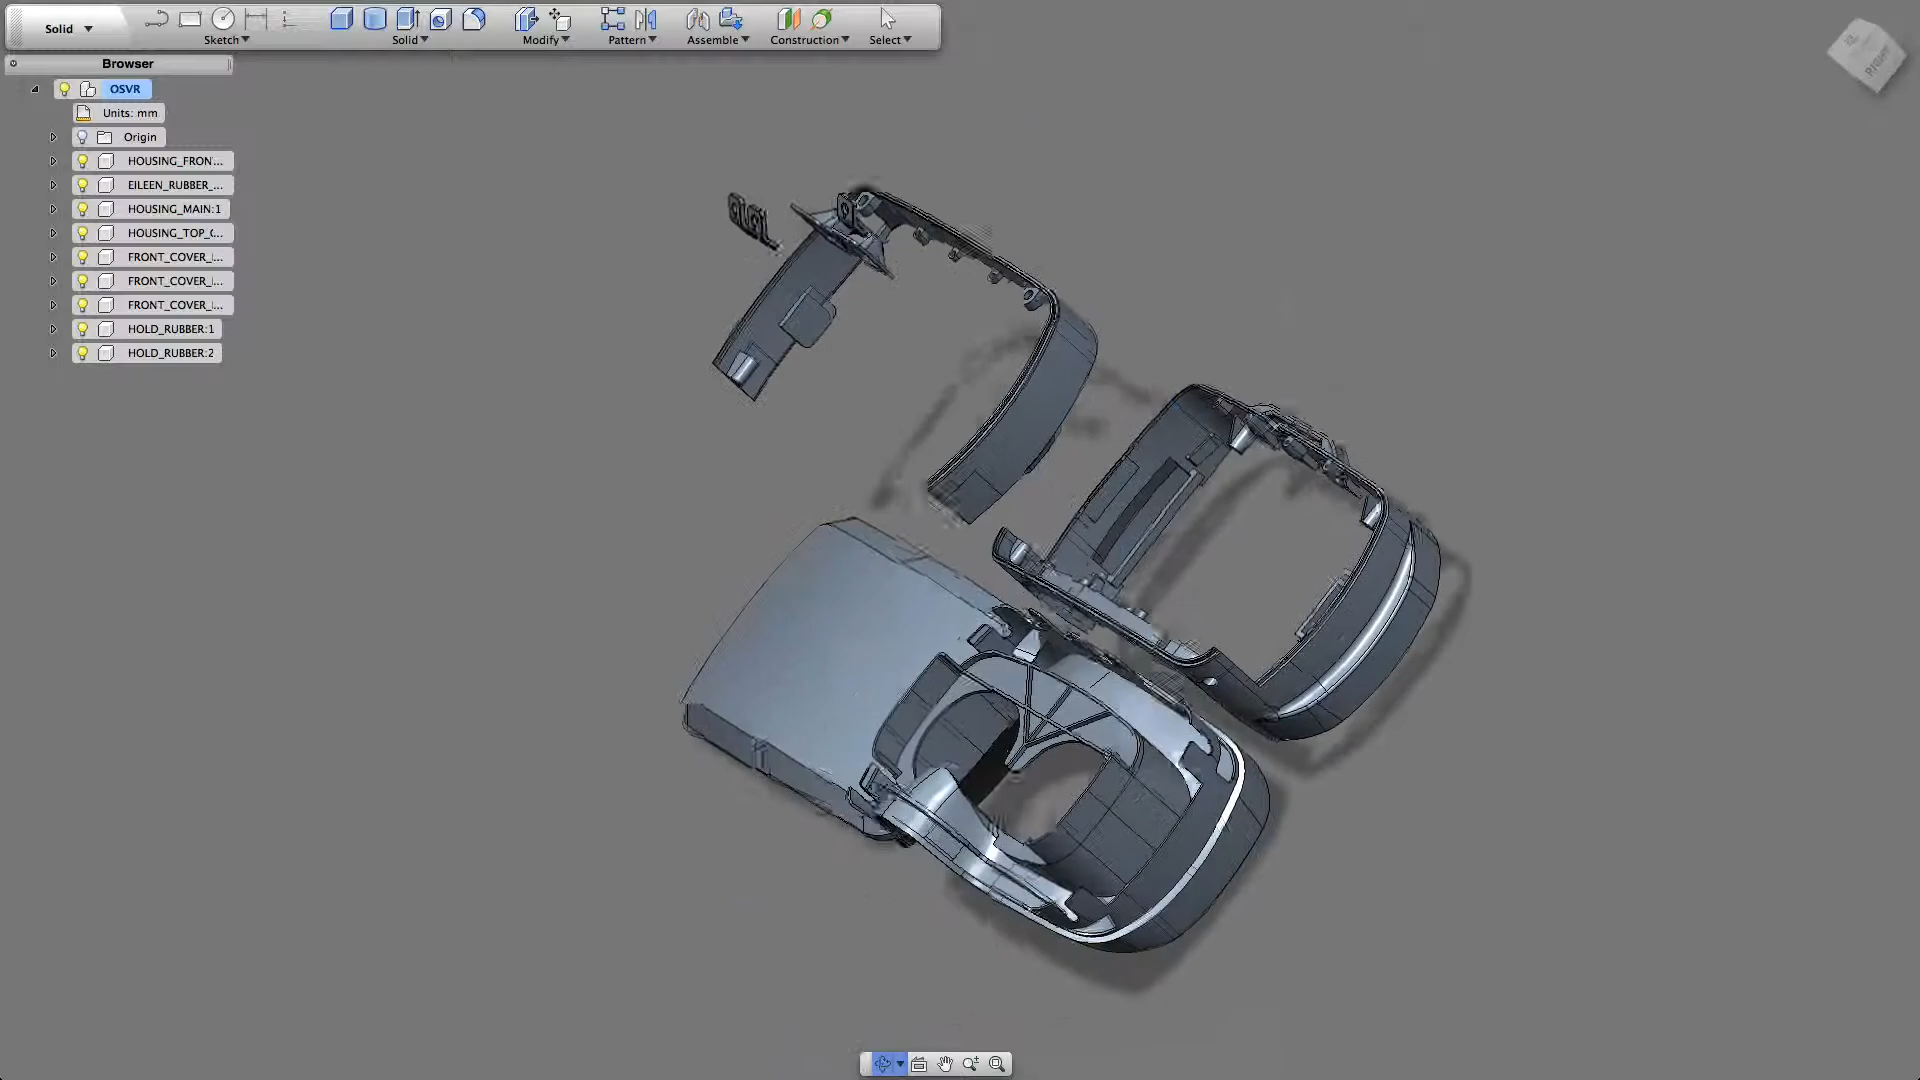 Solid
Sketch
Solid
Modify
Pattern
Assemble
Construction
Select
Browser
OSVR
Units: mm
Origin
HOUSING_FRON...
EILEEN_RUBBER_...
HOUSING_MAIN:1
HOUSING_TOP_(...
FRONT_COVER_...
FRONT_COVER_...
FRONT_COVER_...
HOLD_RUBBER:1
HOLD_RUBBER:2
RIGHT